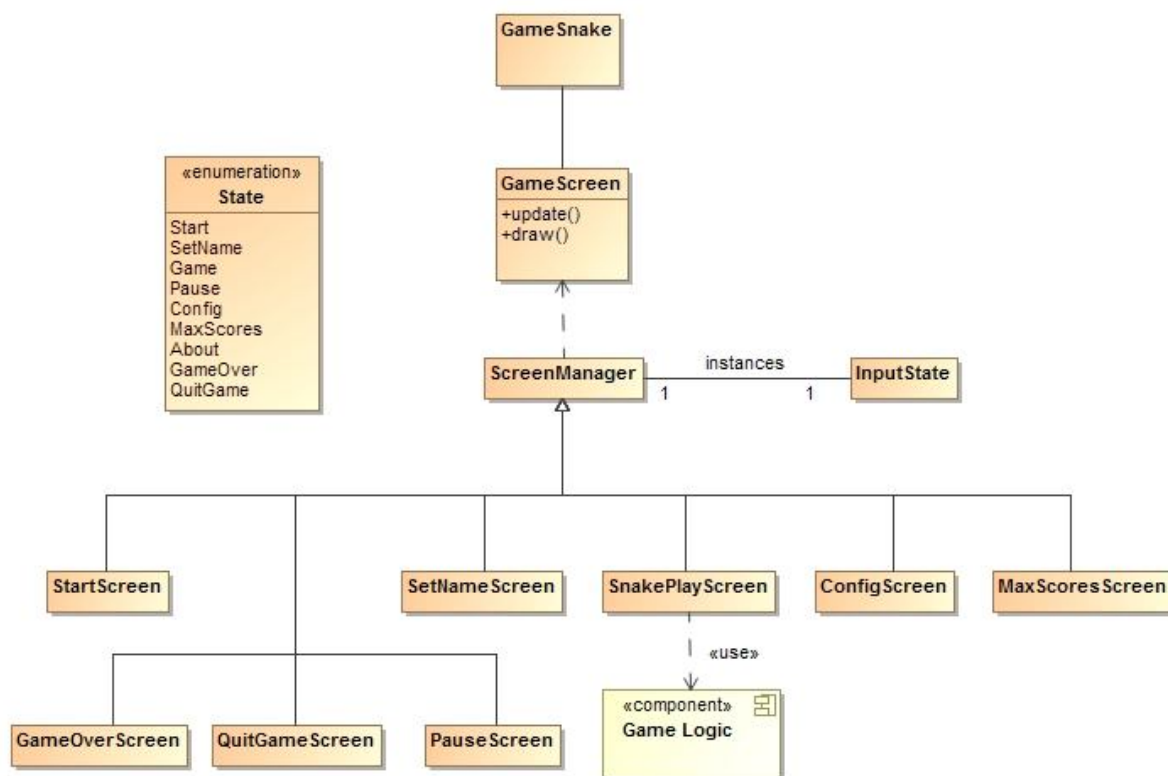 GameSnake
«enumeration»
State
Start
SetName
Game
Pause
Config
MaxScores
About
GameOver
QuitGame
GameScreen
+update()
+draw()
ScreenManager
instances
1
1
InputState
StartScreen
SetNameScreen
SnakePlayScreen
ConfigScreen
MaxScoresScreen
«use»
GameOverScreen
QuitGameScreen
PauseScreen
«component»
Game Logic